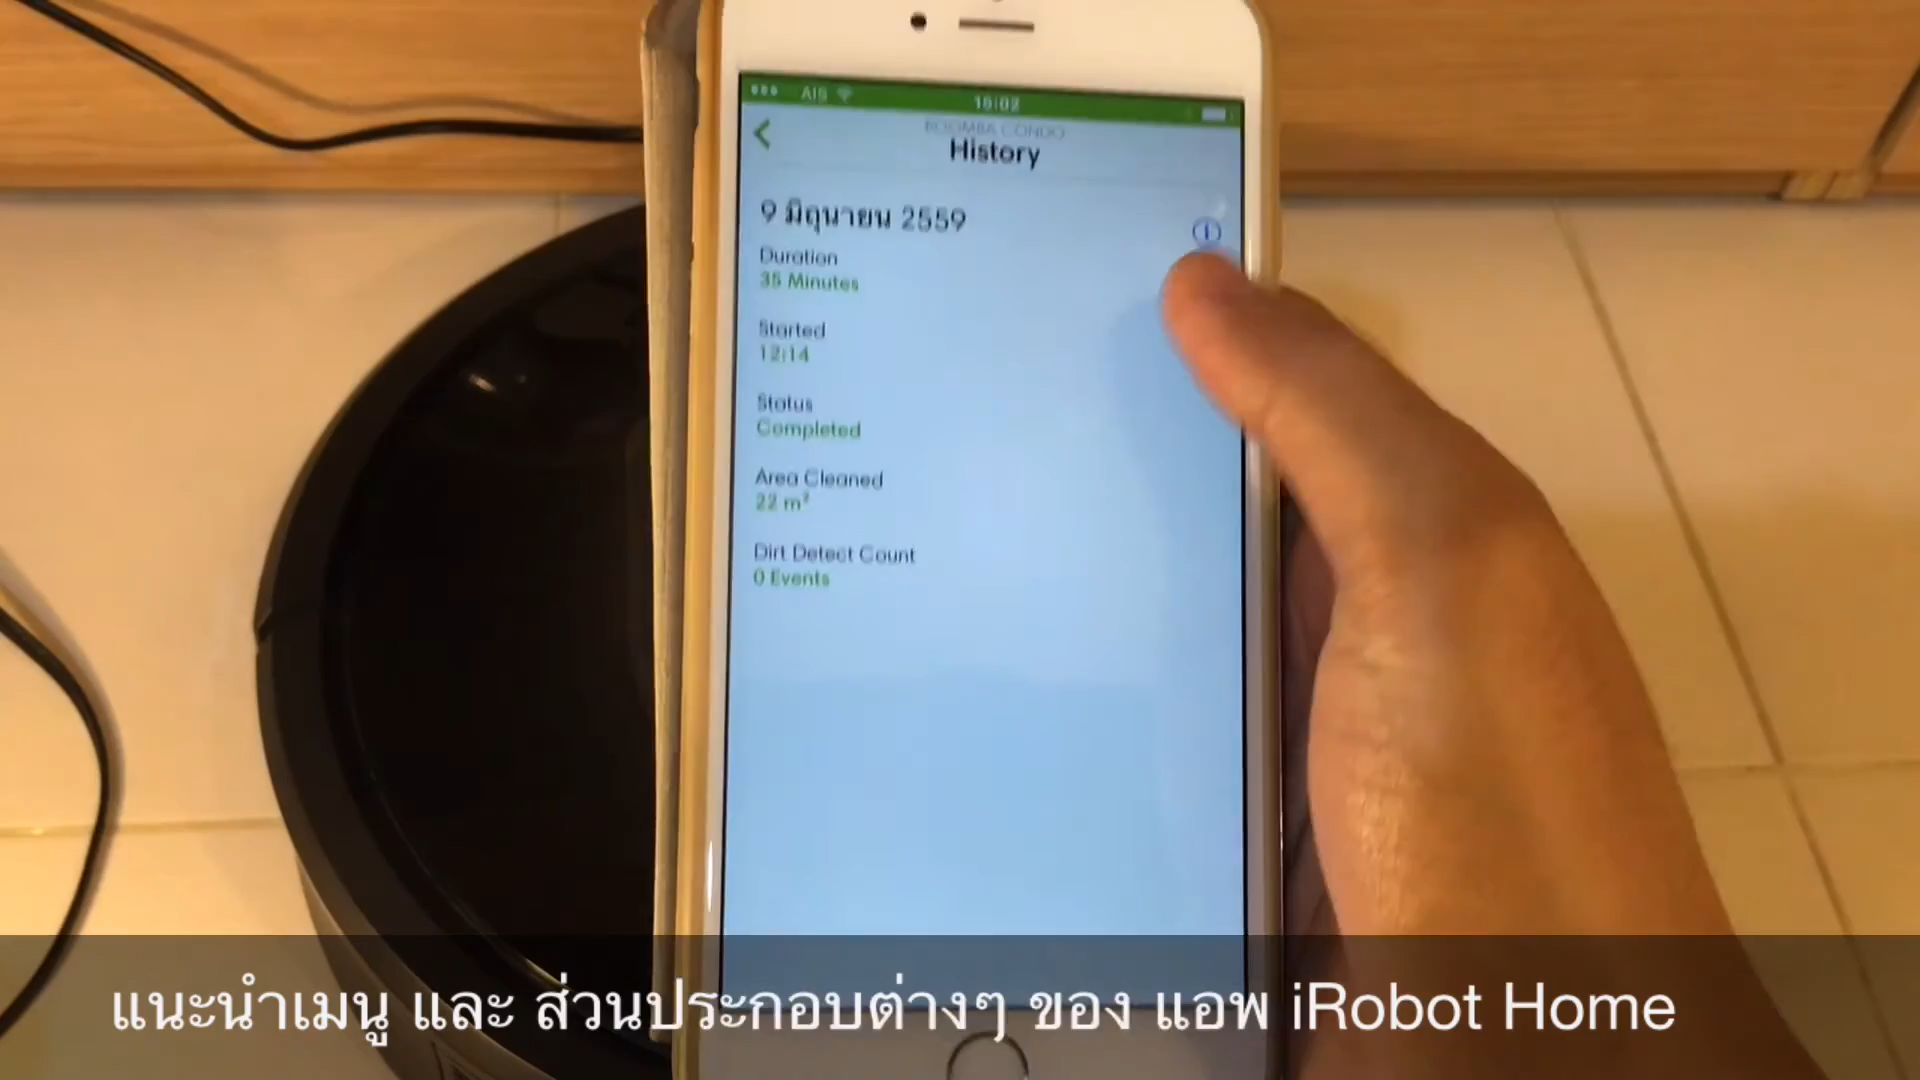 AIS
15:02
ROOMBA CONDO
History
9 มิถุนายน 2559
Duration
35 Minutes
Started
12:14
Status
Completed
Area Cleaned
22 m²
Dirt Detect Count
0 Events
แนะนำเมนู และ ส่วนประกอบต่างๆ ของ แอพ iRobot Home